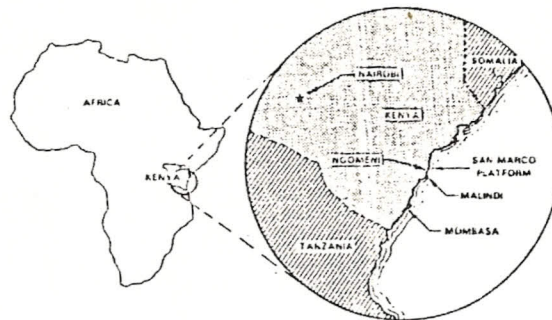 AFRICA
KENYA
SOMALIA
NAIROBI
KENYA
NGOMENI
SAN MARCO
PLATFORM
MALINDI
MOMBASA
TANZANIA